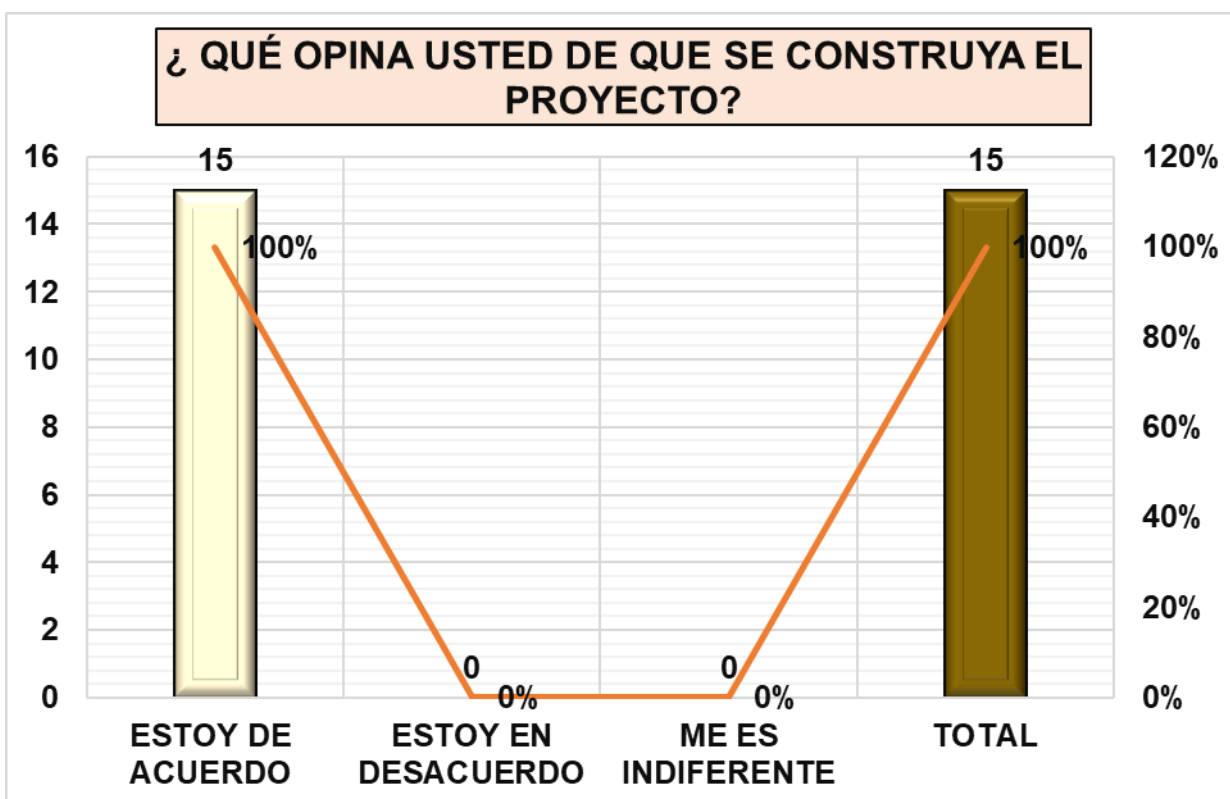 ¿ QUÉ OPINA USTED DE QUE SE CONSTRUYA EL
PROYECTO?
16
14
12
10
8
6
4
2
0
15
100%
0
0%
0
0%
15
100%
120%
100%
80%
60%
40%
20%
0%
ESTOY DE
ACUERDO
ESTOY EN
DESACUERDO
ME ES
INDIFERENTE
TOTAL